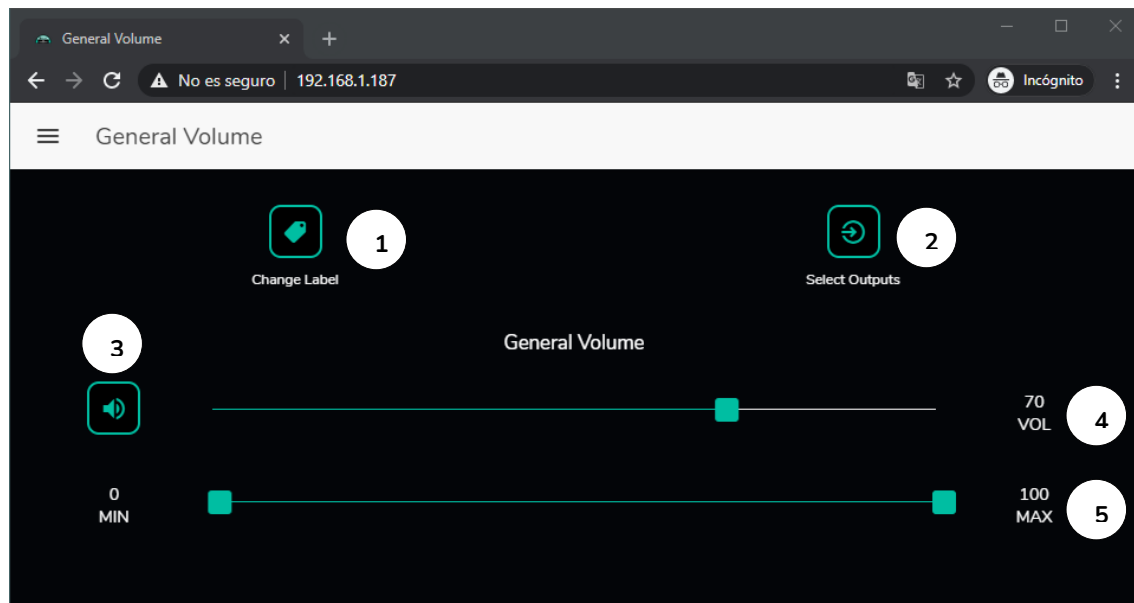 General Volume
No es seguro | 192.168.1.187
Incógnito
General Volume
1
2
Change Label
Select Outputs
3
General Volume
70
VOL
4
0
MIN
100
MAX
5